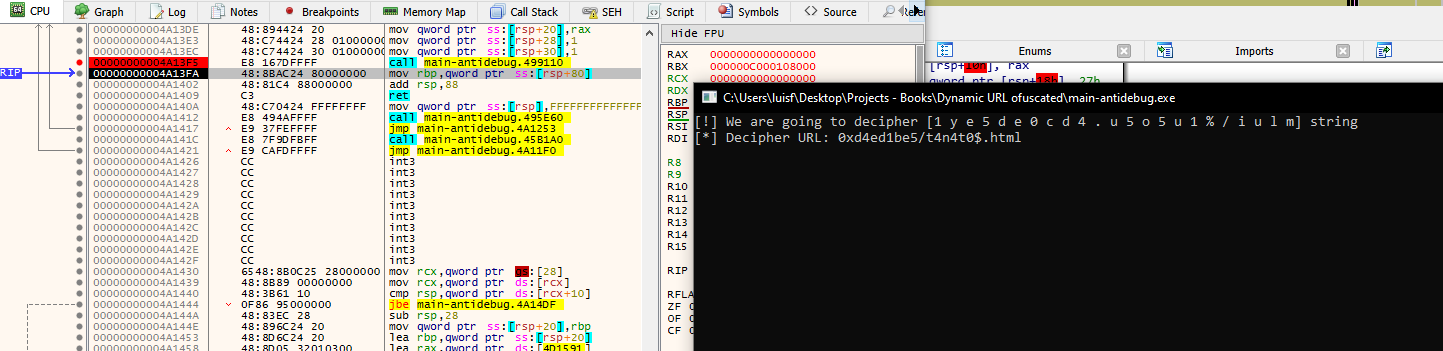 CPU Graph Log Notes Breakpoints Memory Map Call Stack SEH Script Symbols Source
00000000004A13DE 48:894424 20 mov qword ptr ss:[rsp+20],rax
00000000004A13E3 48:C74424 28 01000000 mov qword ptr ss:[rsp+28],1
00000000004A13EC 48:C74424 30 01000000 mov qword ptr ss:[rsp+30],1
00000000004A13F5 E8 167DFFFF call main-antidebug.499110
RIP 00000000004A13FA 48:8BAC24 80000000 mov rbp,qword ptr ss:[rsp+80]
00000000004A1402 48:81C4 88000000 add rsp,88
00000000004A1409 C3 ret
00000000004A140A 48:C70424 FFFFFFFF mov qword ptr ss:[rsp],FFFFFFFFFFFFFF
00000000004A1412 E8 494AFFFF call main-antidebug.495E60
00000000004A1417 E9 37FEFFFF jmp main-antidebug.4A1253
00000000004A141C E8 7F9DFBFF call main-antidebug.45B1A0
00000000004A1421 E9 CAFDFFFF jmp main-antidebug.4A11F0
00000000004A1426 CC int3
00000000004A1427 CC int3
00000000004A1428 CC int3
00000000004A1429 CC int3
00000000004A142A CC int3
00000000004A142B CC int3
00000000004A142C CC int3
00000000004A142D CC int3
00000000004A142E CC int3
00000000004A142F CC int3
00000000004A1430 6548:8B0C25 28000000 mov rcx,qword ptr gs:[28]
00000000004A1439 48:8B89 00000000 mov rcx,qword ptr ds:[rcx]
00000000004A1440 48:3B61 10 cmp rsp,qword ptr ds:[rcx+10]
00000000004A1444 0F86 95000000 jbe main-antidebug.4A14DF
00000000004A144A 48:83EC 28 sub rsp,28
00000000004A144E 48:896C24 20 mov qword ptr ss:[rsp+20],rbp
00000000004A1453 48:8D6C24 20 lea rbp,qword ptr ss:[rsp+20]
00000000004A1458 48:8D05 32010300 lea rax,qword ptr ds:[4D1591]
Hide FPU
RAX 0000000000000000
RBX 000000C000108000
RCX
RDX
RBP
RSP
RSI
RDI
R8
R9
R10
R11
R12
R13
R14
R15
RIP
RFLA
ZF 0
OF 0
CF 0
Enums Imports
[rsp+10h], rax
qword ptr [rsp+18h], 27h
C:\Users\luisf\Desktop\Projects - Books\Dynamic URL ofuscated\main-antidebug.exe
[!] We are going to decipher [1 y e 5 d e 0 c d 4 . u 5 o 5 u 1 % / i u l m] string
[*] Decipher URL: 0xd4ed1be5/t4n4t0$.html